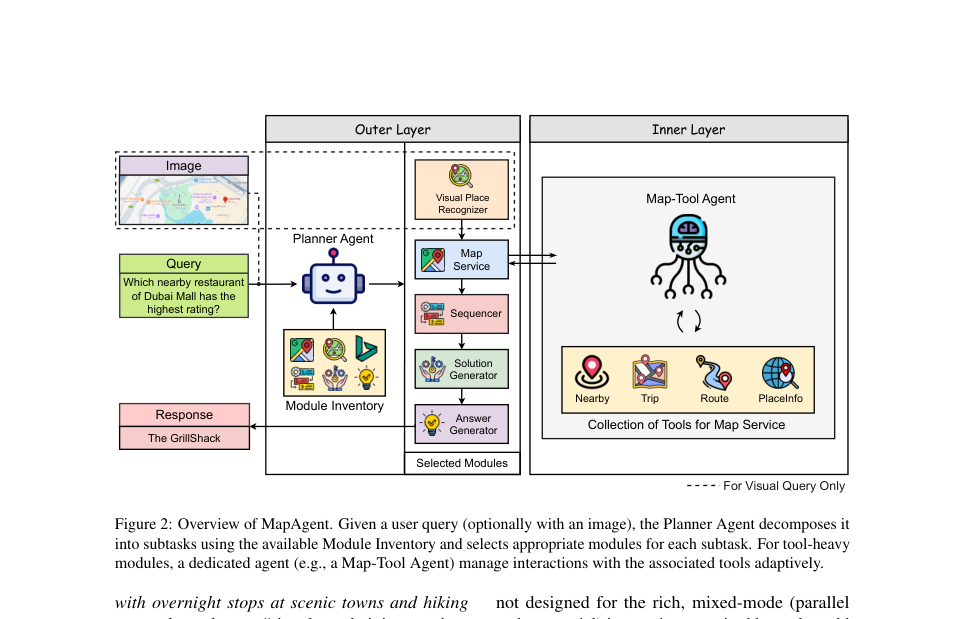 Outer Layer
Inner Layer
Image
Visual Place
Recognizer
Map-Tool Agent
Planner Agent
Map
Service
Query
Which nearby restaurant
of Dubai Mall has the
highest rating?
Sequencer
Solution
Generator
Nearby
Trip
Route
PlaceInfo
Module Inventory
Collection of Tools for Map Service
Response
The GrillShack
Answer
Generator
Selected Modules
---- For Visual Query Only
Figure 2: Overview of MapAgent. Given a user query (optionally with an image), the Planner Agent decomposes it
into subtasks using the available Module Inventory and selects appropriate modules for each subtask. For tool-heavy
modules, a dedicated agent (e.g., a Map-Tool Agent) manage interactions with the associated tools adaptively.
with overnight stops at scenic towns and hiking
not designed for the rich, mixed-mode (parallel